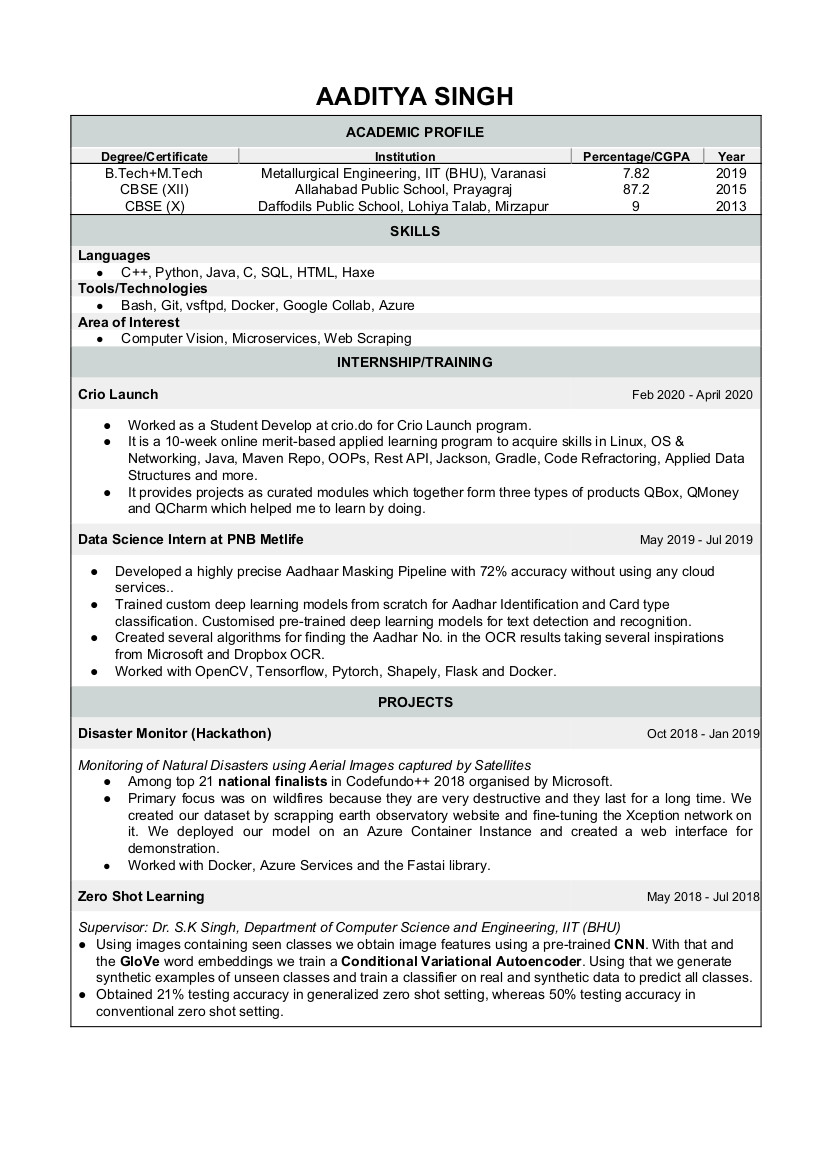 AADITYA SINGH
ACADEMIC PROFILE
Degree/Certificate Institution Percentage/CGPA Year
B.Tech+M.Tech Metallurgical Engineering, IIT (BHU), Varanasi 7.82 2019
CBSE (XII) Allahabad Public School, Prayagraj 87.2 2015
CBSE (X) Daffodils Public School, Lohiya Talab, Mirzapur 9 2013
SKILLS
Languages
● C++, Python, Java, C, SQL, HTML, Haxe
Tools/Technologies
● Bash, Git, vsftpd, Docker, Google Collab, Azure
Area of Interest
● Computer Vision, Microservices, Web Scraping
INTERNSHIP/TRAINING
Crio Launch Feb 2020 - April 2020
● Worked as a Student Develop at crio.do for Crio Launch program.
● It is a 10-week online merit-based applied learning program to acquire skills in Linux, OS &
Networking, Java, Maven Repo, OOPs, Rest API, Jackson, Gradle, Code Refractoring, Applied Data
Structures and more.
● It provides projects as curated modules which together form three types of products QBox, QMoney
and QCharm which helped me to learn by doing.
Data Science Intern at PNB Metlife May 2019 - Jul 2019
● Developed a highly precise Aadhaar Masking Pipeline with 72% accuracy without using any cloud
services..
● Trained custom deep learning models from scratch for Aadhar Identification and Card type
classification. Customised pre-trained deep learning models for text detection and recognition.
● Created several algorithms for finding the Aadhar No. in the OCR results taking several inspirations
from Microsoft and Dropbox OCR.
● Worked with OpenCV, Tensorflow, Pytorch, Shapely, Flask and Docker.
PROJECTS
Disaster Monitor (Hackathon) Oct 2018 - Jan 2019
Monitoring of Natural Disasters using Aerial Images captured by Satellites
● Among top 21 national finalists in Codefundo++ 2018 organised by Microsoft.
● Primary focus was on wildfires because they are very destructive and they last for a long time. We
created our dataset by scrapping earth observatory website and fine-tuning the Xception network on
it. We deployed our model on an Azure Container Instance and created a web interface for
demonstration.
● Worked with Docker, Azure Services and the Fastai library.
Zero Shot Learning May 2018 - Jul 2018
Supervisor: Dr. S.K Singh, Department of Computer Science and Engineering, IIT (BHU)
● Using images containing seen classes we obtain image features using a pre-trained CNN. With that and
the GloVe word embeddings we train a Conditional Variational Autoencoder. Using that we generate
synthetic examples of unseen classes and train a classifier on real and synthetic data to predict all classes.
● Obtained 21% testing accuracy in generalized zero shot setting, whereas 50% testing accuracy in
conventional zero shot setting.